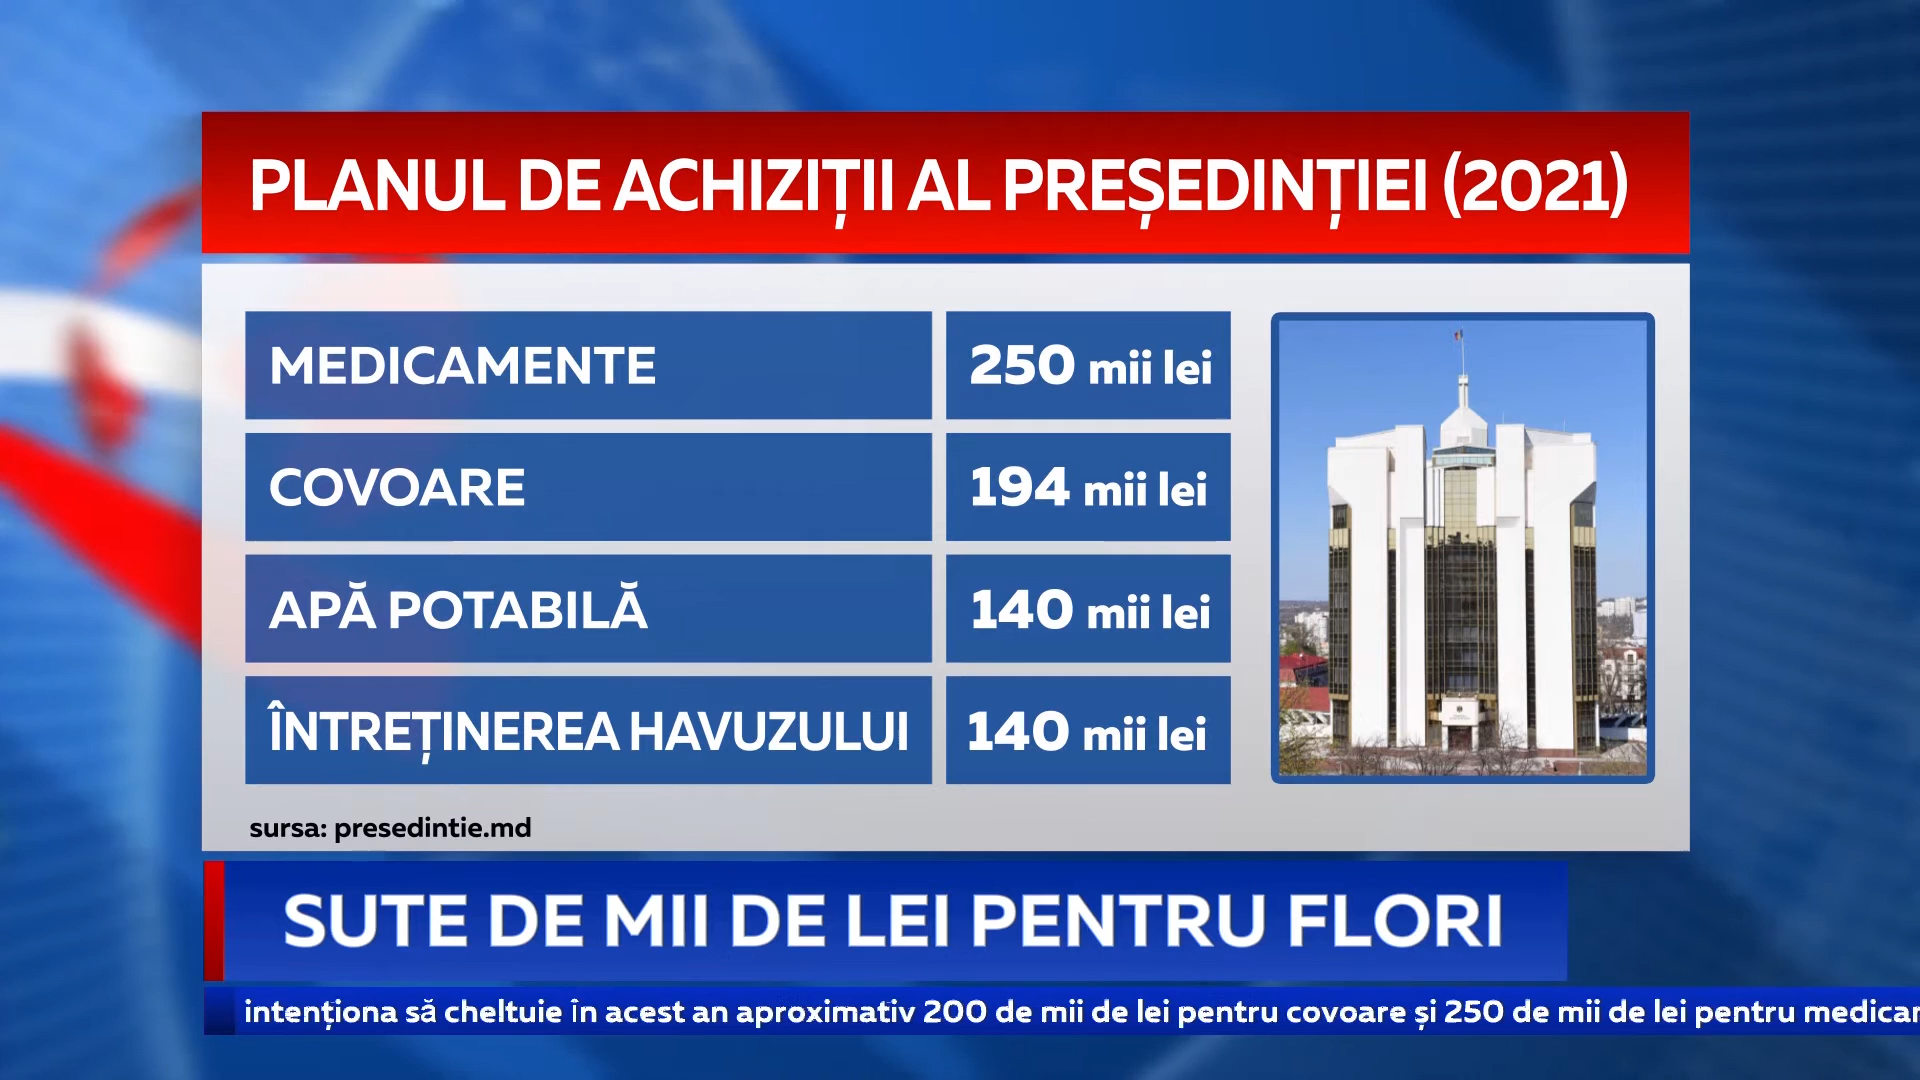 PLANUL DE ACHIZIȚII AL PREȘEDINȚIEI (2021)
MEDICAMENTE 250 mii lei
COVOARE 194 mii lei
APĂ POTABILĂ 140 mii lei
ÎNTREȚINEREA HAVUZULUI 140 mii lei
sursa: presedintie.md
SUTE DE MII DE LEI PENTRU FLORI
intenționa să cheltuie în acest an aproximativ 200 de mii de lei pentru covoare și 250 de mii de lei pentru